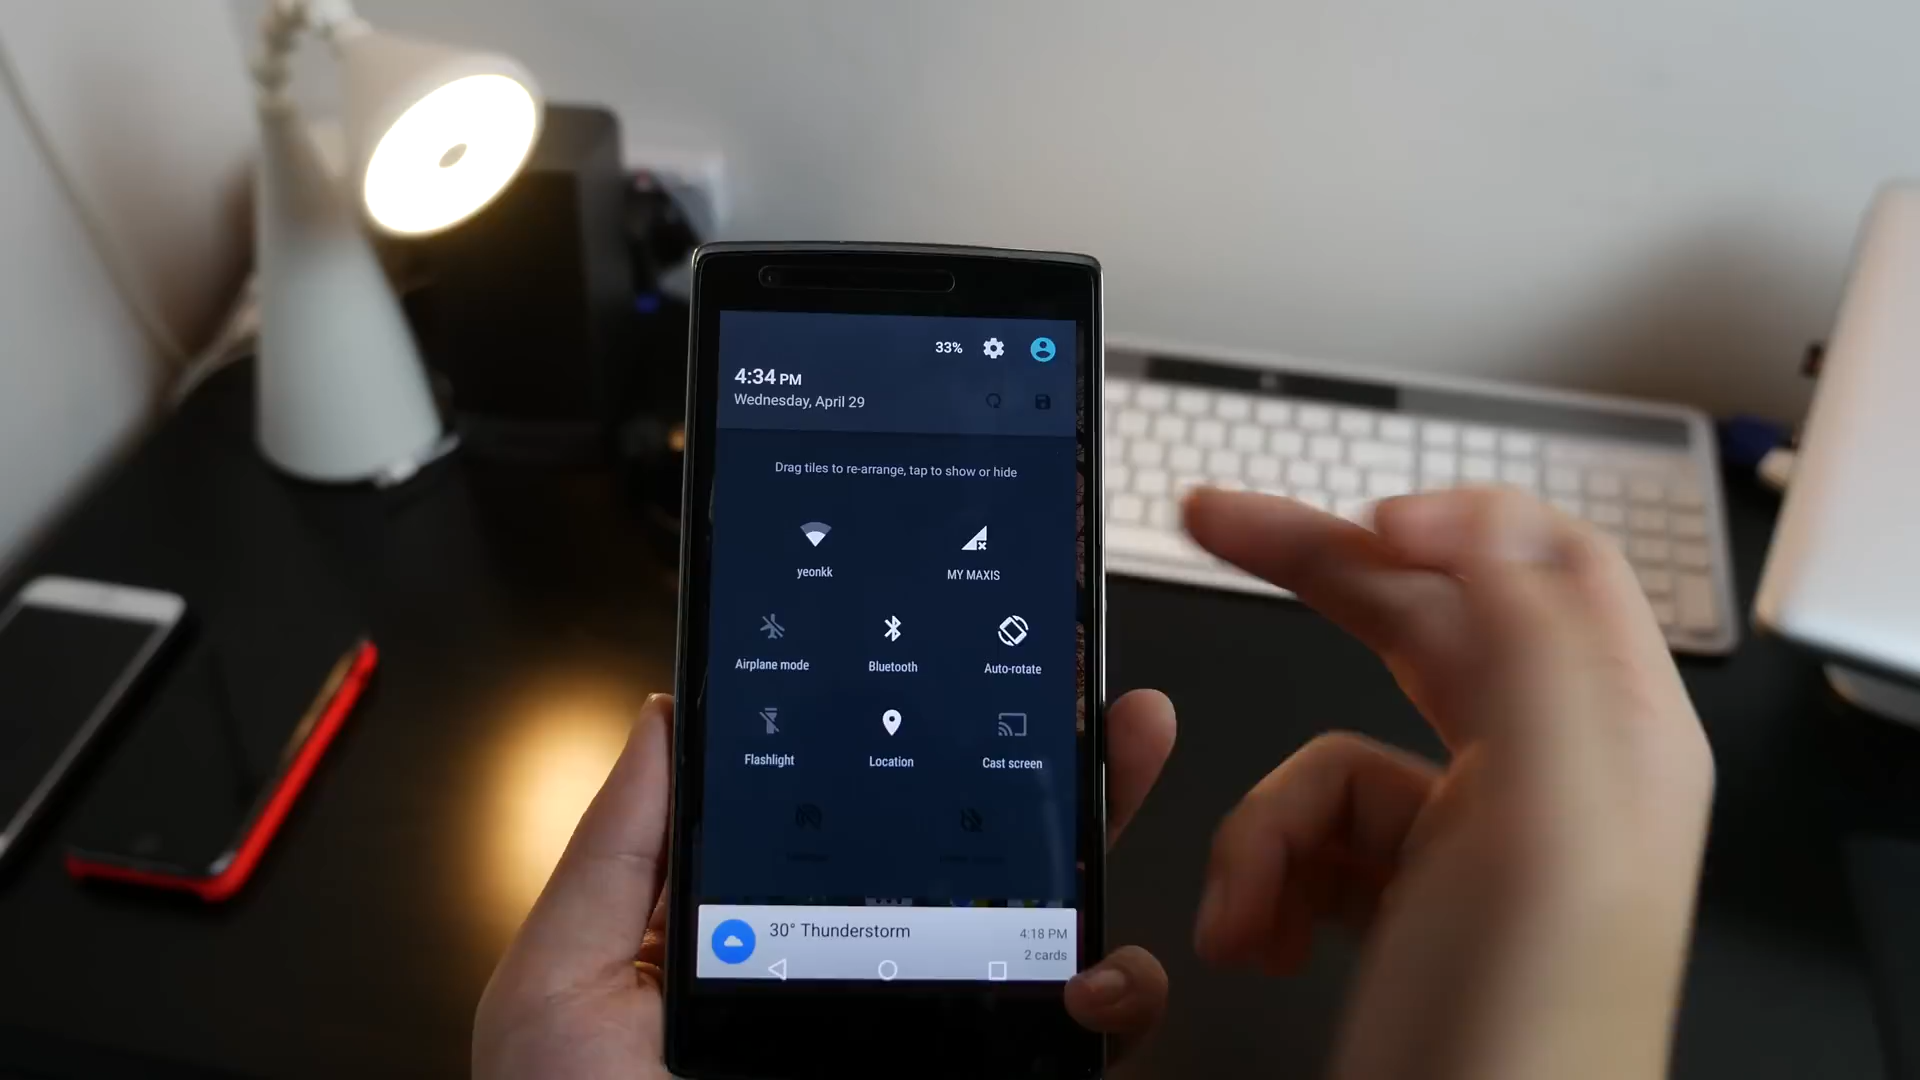 33%
4:34 PM
Wednesday, April 29
Drag tiles to re-arrange, tap to show or hide
yeonkk
MY MAXIS
Airplane mode
Bluetooth
Auto-rotate
Flashlight
Location
Cast screen
30° Thunderstorm
4:18 PM
2 cards